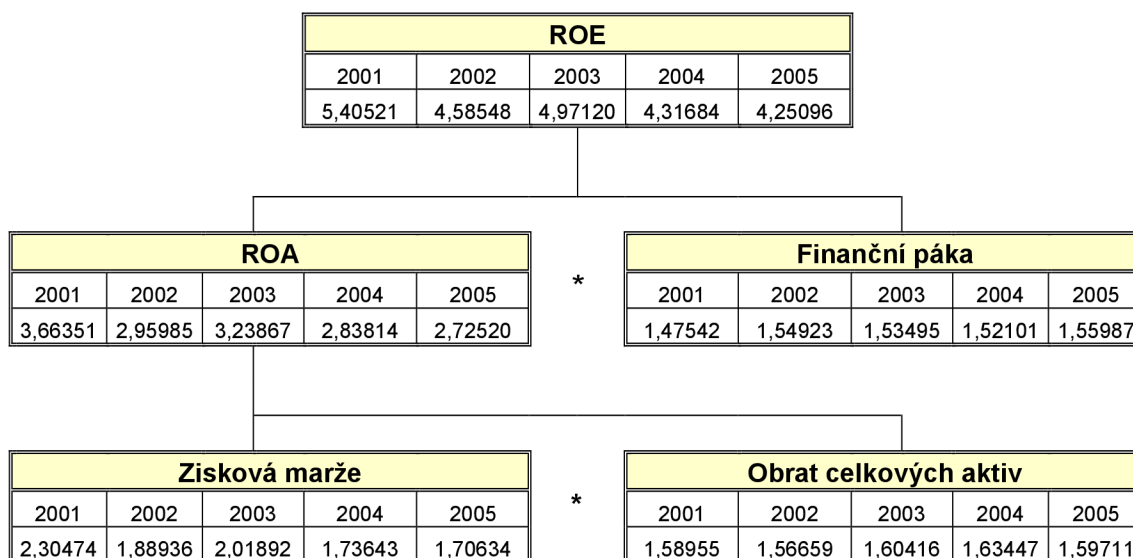 ROE
2001 2002 2003 2004 2005
5,40521 4,58548 4,97120 4,31684 4,25096
ROA * Finanční páka
2001 2002 2003 2004 2005 2001 2002 2003 2004 2005
3,66351 2,95985 3,23867 2,83814 2,72520 1,47542 1,54923 1,53495 1,52101 1,55987
Zisková marže * Obrat celkových aktiv
2001 2002 2003 2004 2005 2001 2002 2003 2004 2005
2,30474 1,88936 2,01892 1,73643 1,70634 1,58955 1,56659 1,60416 1,63447 1,59711